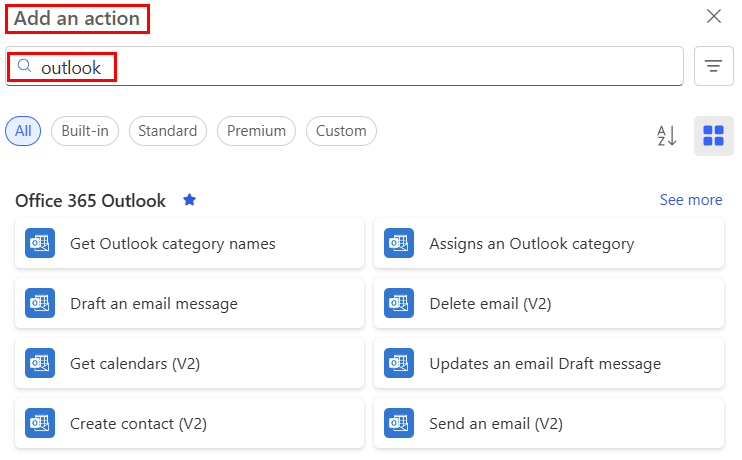 Add an action
outlook
All Built-in Standard Premium Custom
Office 365 Outlook See more
Get Outlook category names Assigns an Outlook category
Draft an email message Delete email (V2)
Get calendars (V2) Updates an email Draft message
Create contact (V2) Send an email (V2)